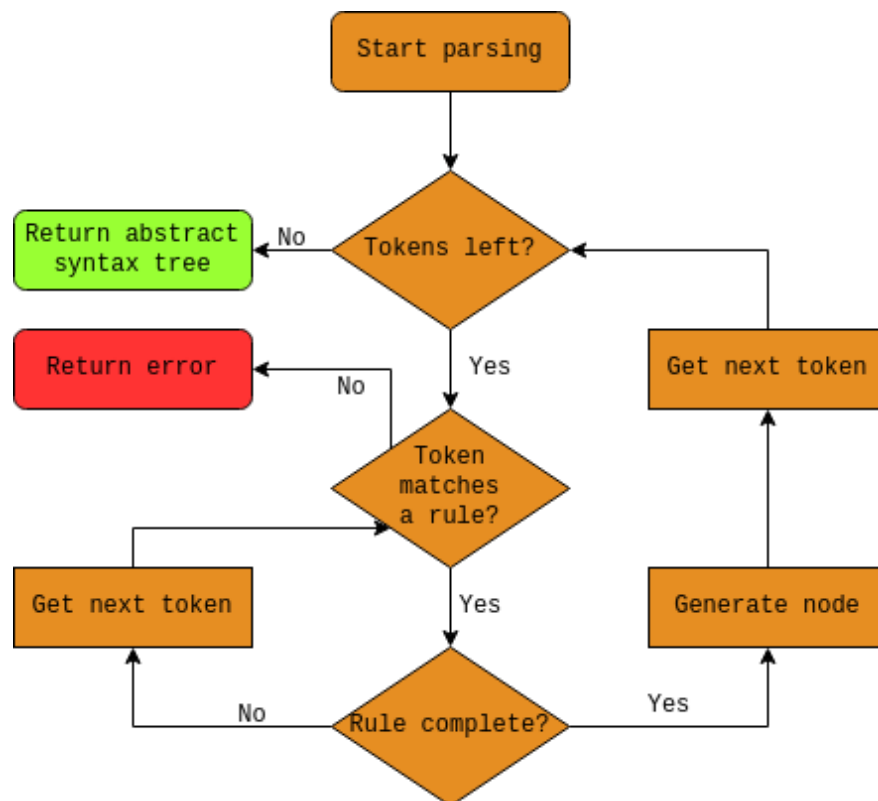 Start parsing
Return abstract
syntax tree
No
Tokens left?
Return error
No
Yes
Get next token
Token
matches
a rule?
Get next token
Yes
Generate node
No
Rule complete?
Yes